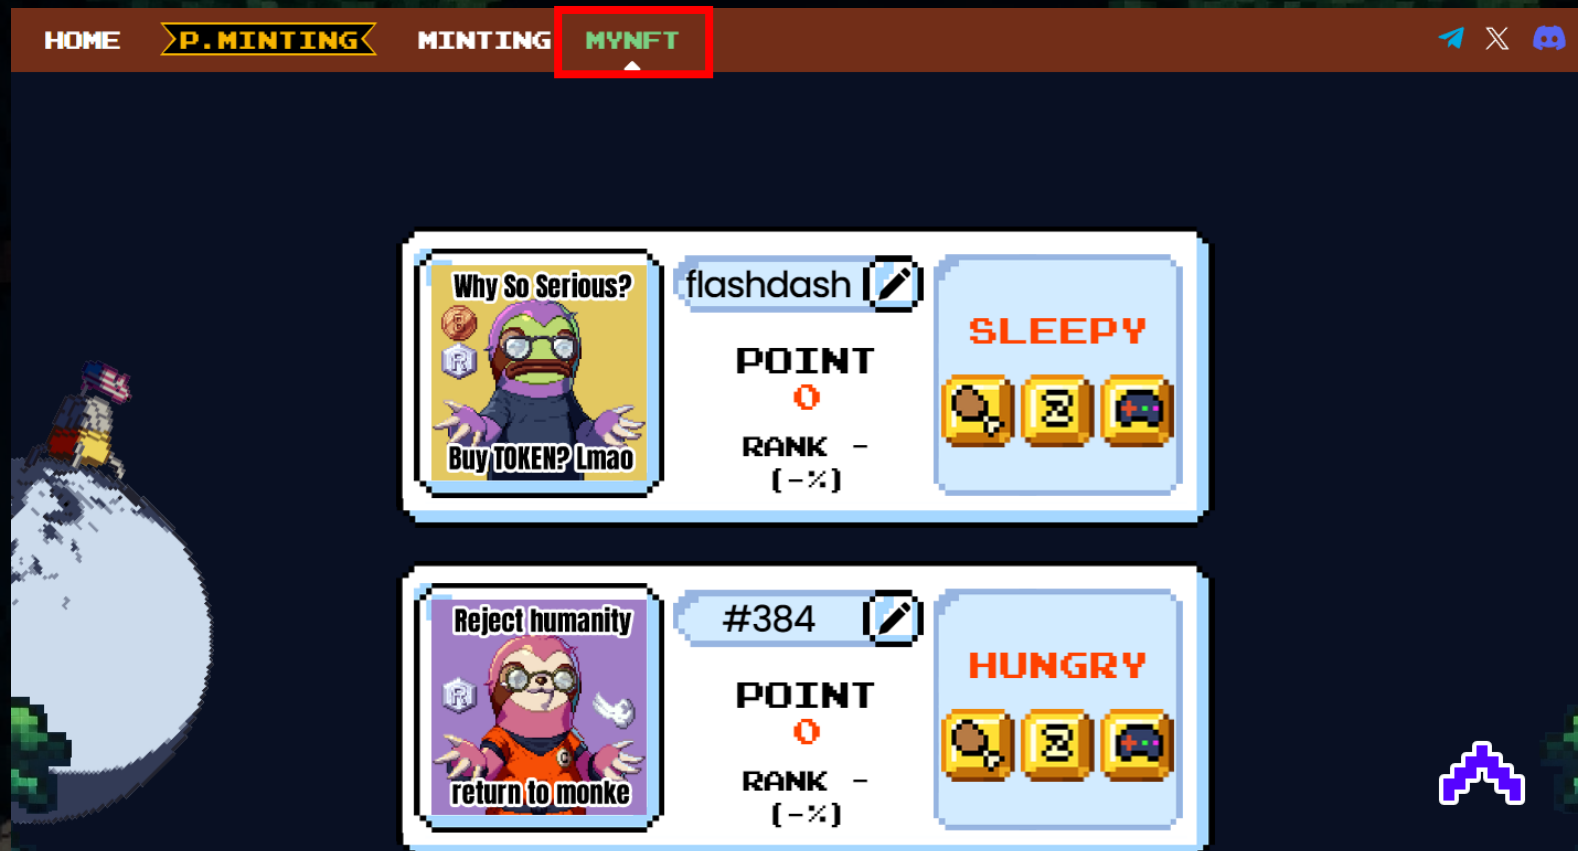 HOME P.MINTING MINTING MYNFT
Why So Serious?
R
Buy TOKEN? Lmao
flashdash
POINT
0
RANK -
(-%)
SLEEPY
Z
Reject humanity
R
return to monke
#384
POINT
0
RANK -
(-%)
HUNGRY
Z